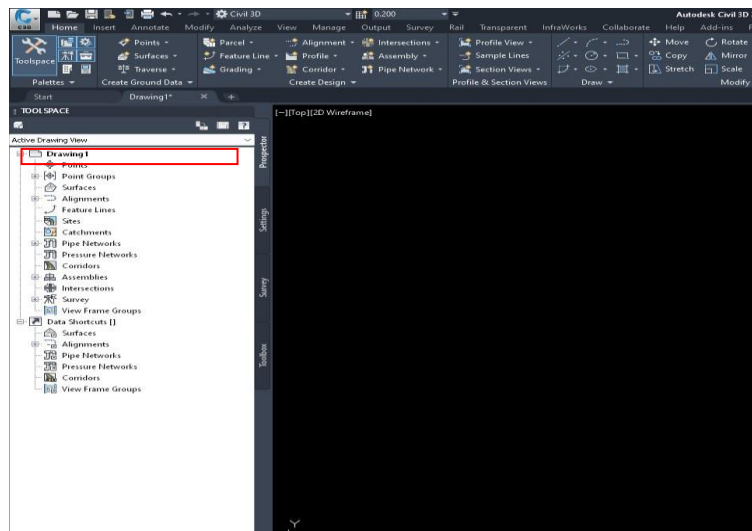 C3D
Civil 3D
0.200
Autodesk Civil 3D
Home Insert Annotate Modify Analyze View Manage Output Survey Rail Transparent InfraWorks Collaborate Help Add-ins
Toolspace
Points
Surfaces
Traverse
Parcel
Feature Line
Grading
Alignment
Profile
Corridor
Intersections
Assembly
Pipe Network
Profile View
Sample Lines
Section Views
Move
Copy
Stretch
Rotate
Mirror
Scale
Palettes Create Ground Data Create Design Profile & Section Views Draw Modify
Start Drawing1*
TOOLSPACE
[−][Top][2D Wireframe]
Active Drawing View
Drawing1
Points
Point Groups
Surfaces
Alignments
Feature Lines
Sites
Catchments
Pipe Networks
Pressure Networks
Corridors
Assemblies
Intersections
Survey
View Frame Groups
Data Shortcuts []
Surfaces
Alignments
Pipe Networks
Pressure Networks
Corridors
View Frame Groups
Prospector
Settings
Survey
Toolbox
Y